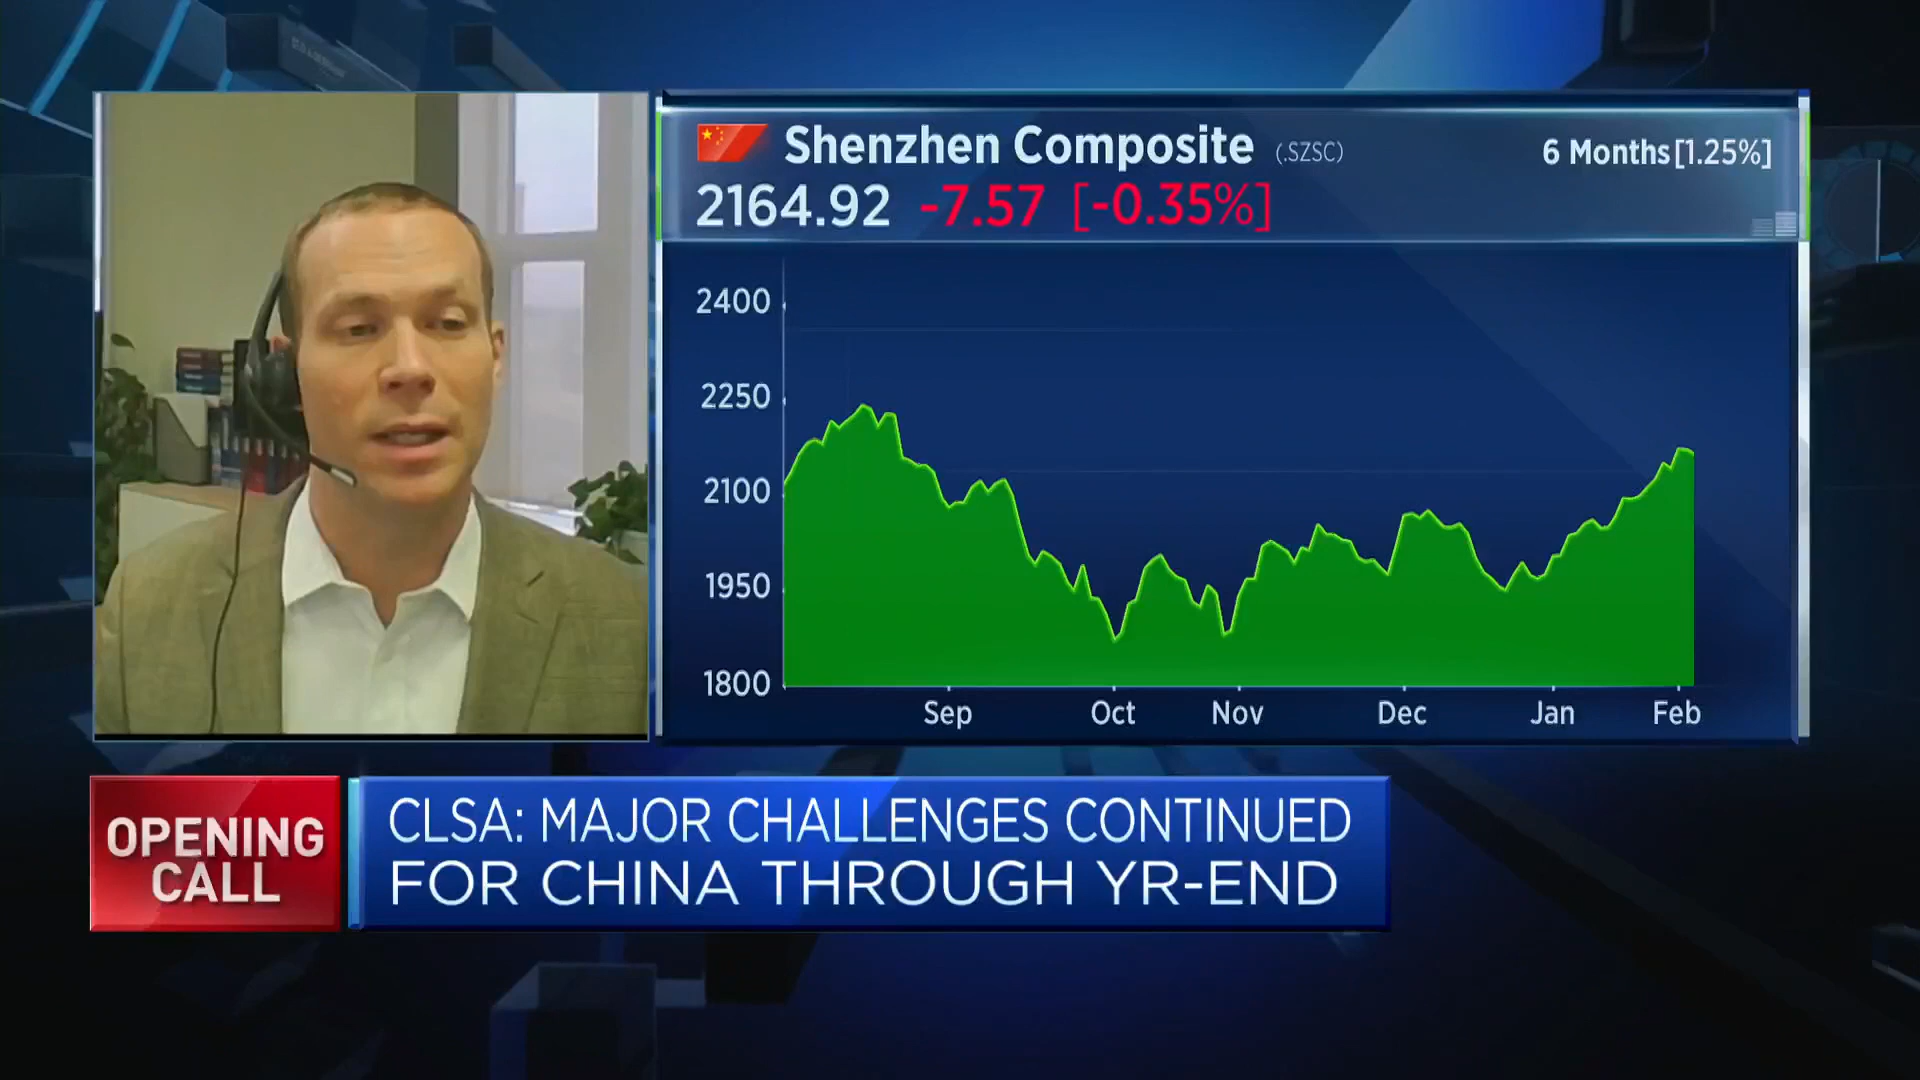 Shenzhen Composite (.SZSC) 6 Months[1.25%]
2164.92 -7.57 [-0.35%]
2400
2250
2100
1950
1800
Sep Oct Nov Dec Jan Feb
OPENING
CALL
CLSA: MAJOR CHALLENGES CONTINUED
FOR CHINA THROUGH YR-END